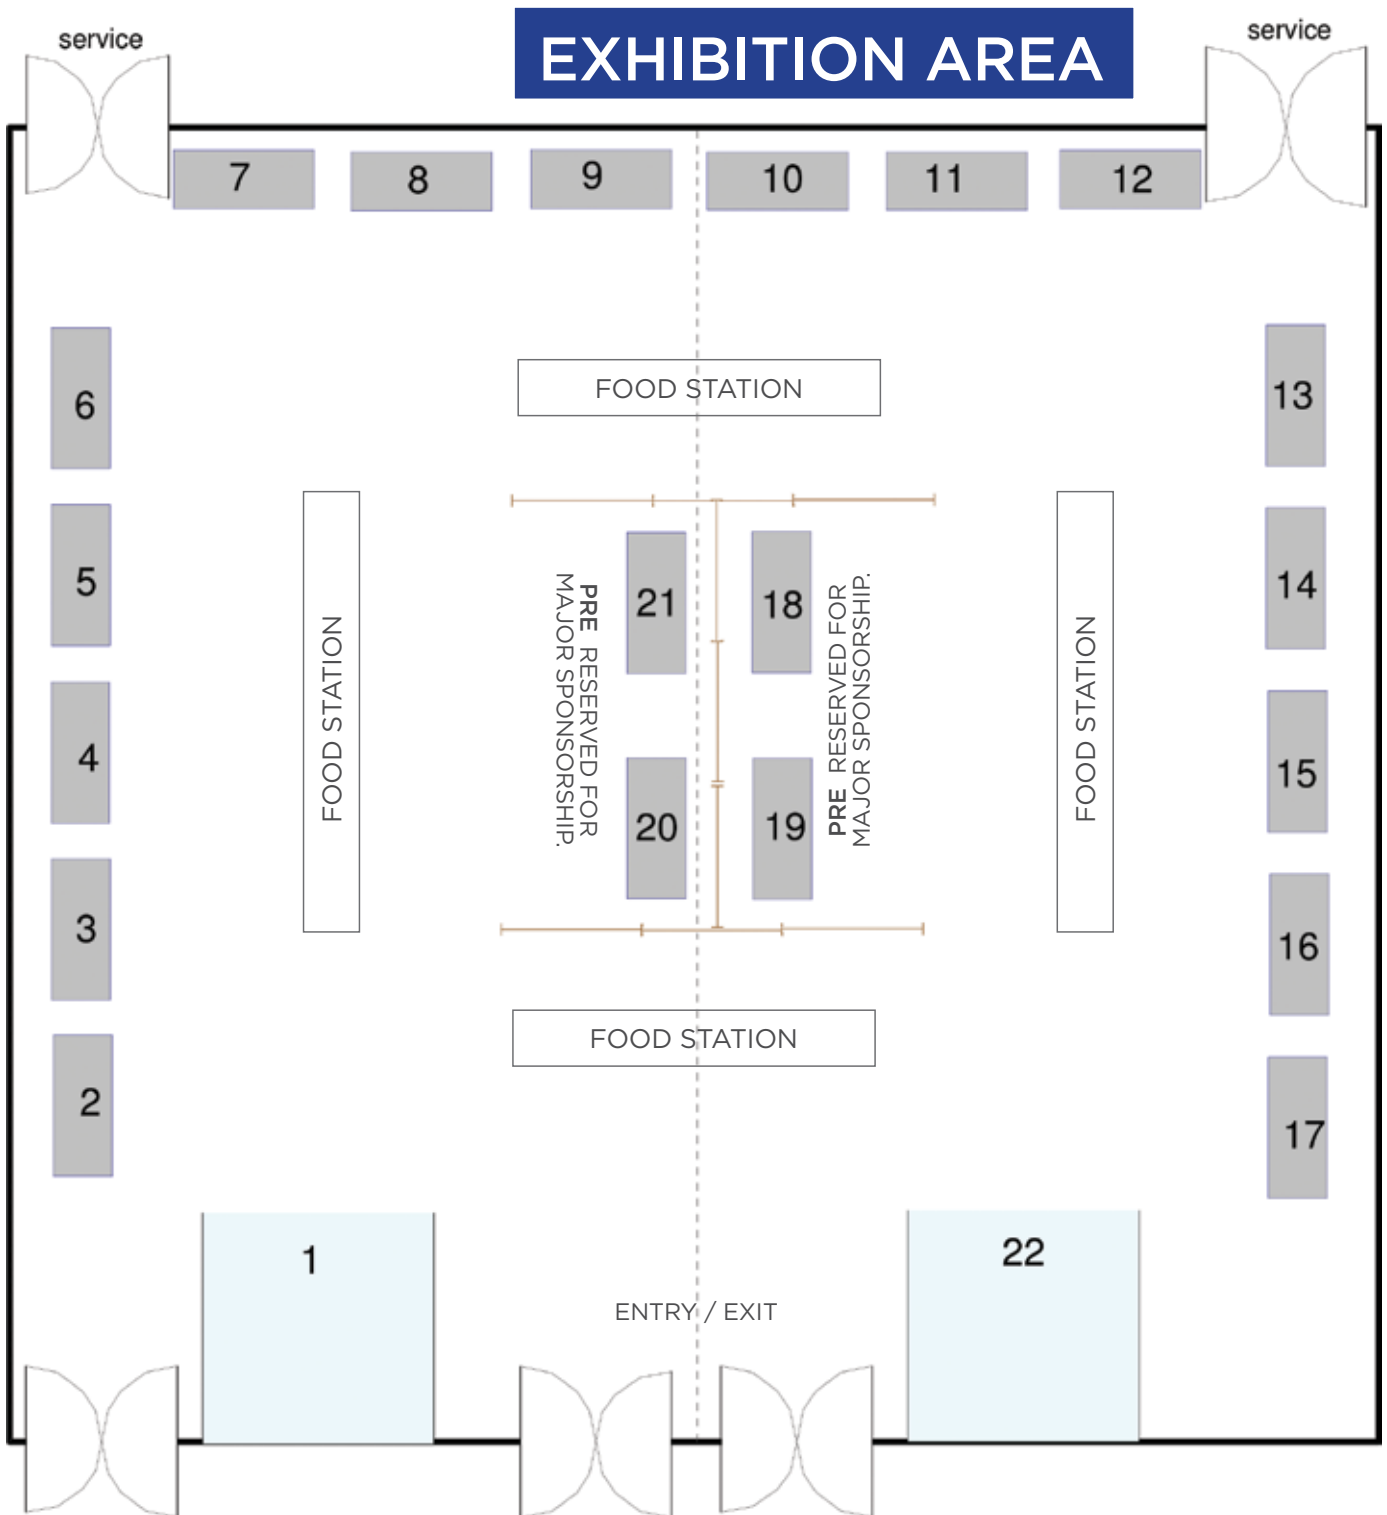 service
EXHIBITION AREA
service
7
8
9
10
11
12
6
13
FOOD STATION
5
14
21
18
PRE RESERVED FOR
MAJOR SPONSORSHIP.
PRE RESERVED FOR
MAJOR SPONSORSHIP.
FOOD STATION
FOOD STATION
4
15
20
19
3
16
FOOD STATION
2
17
1
22
ENTRY / EXIT